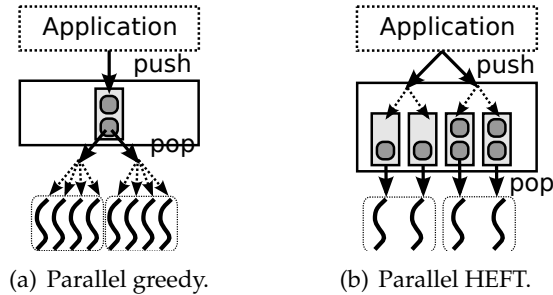 Application
push
pop
(a) Parallel greedy.
Application
push
pop
(b) Parallel HEFT.